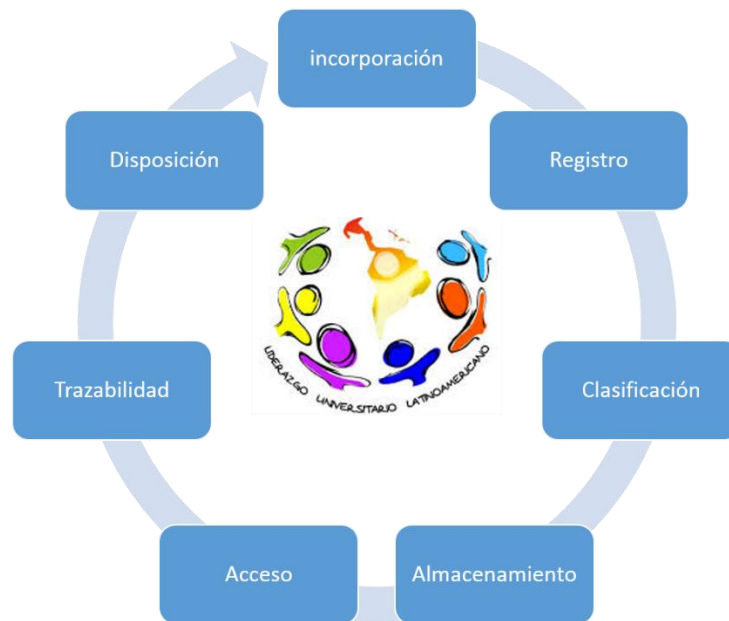 incorporación
Registro
Clasificación
Almacenamiento
Acceso
Trazabilidad
Disposición
LIDERAZGO UNIVERSITARIO LATINOAMERICANO